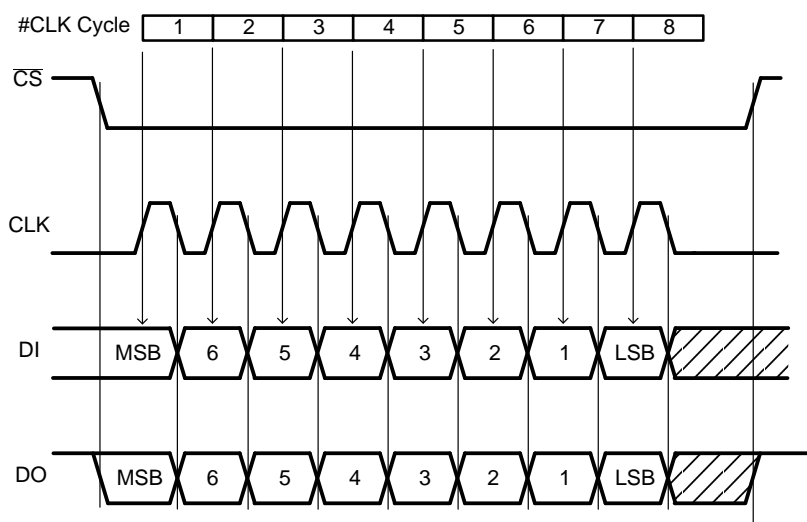 #CLK Cycle 1 2 3 4 5 6 7 8
CS
CLK
DI MSB 6 5 4 3 2 1 LSB
DO MSB 6 5 4 3 2 1 LSB